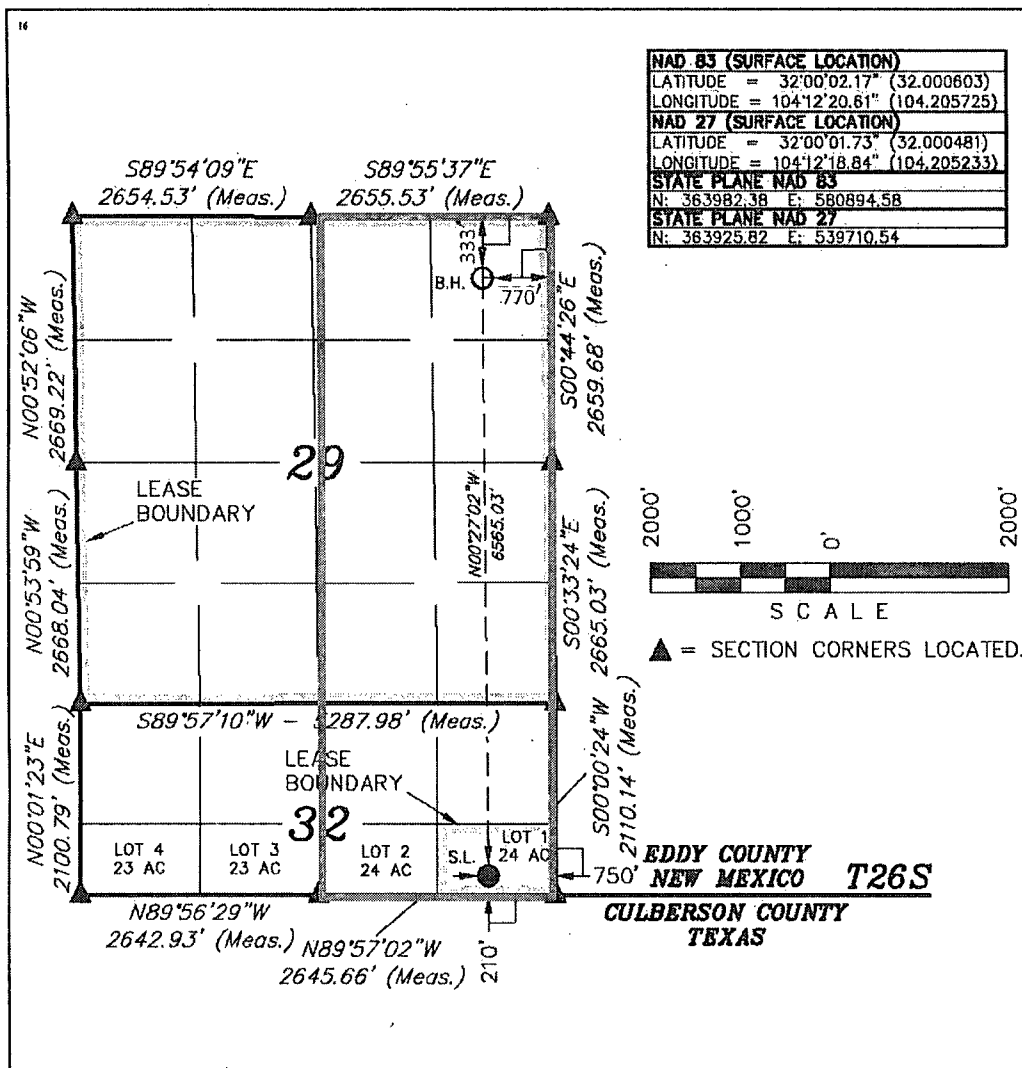 16
NAD 83 (SURFACE LOCATION)
LATITUDE = 32°00'02.17" (32.000603)
LONGITUDE = 104°12'20.61" (104.205725)
NAD 27 (SURFACE LOCATION)
LATITUDE = 32°00'01.73" (32.000481)
LONGITUDE = 104°12'18.84" (104.205233)
STATE PLANE NAD 83
N: 363982.38 E: 580894.58
STATE PLANE NAD 27
N: 363925.82 E: 539710.54
S89°54'09"E
2654.53' (Meas.)
S89°55'37"E
2655.53' (Meas.)
333'
B.H.
770'
N00°52'06"W
2669.22' (Meas.)
S00°44'26"E
2659.68' (Meas.)
29
LEASE
BOUNDARY
N00°27'02"W
6565.03'
N00°53'59"W
2668.04' (Meas.)
S00°33'24"E
2665.03' (Meas.)
2000'
1000'
0'
2000'
SCALE
▲ = SECTION CORNERS LOCATED.
S89°57'10"W - 5287.98' (Meas.)
N00°01'23"E
2100.79' (Meas.)
LEASE
BOUNDARY
S00°00'24"W
2110.14' (Meas.)
32
LOT 4
23 AC
LOT 3
23 AC
LOT 2
24 AC
LOT 1
24 AC
S.L.
750'
EDDY COUNTY
NEW MEXICO
T26S
CULBERSON COUNTY
TEXAS
N89°56'29"W
2642.93' (Meas.)
N89°57'02"W
2645.66' (Meas.)
210'